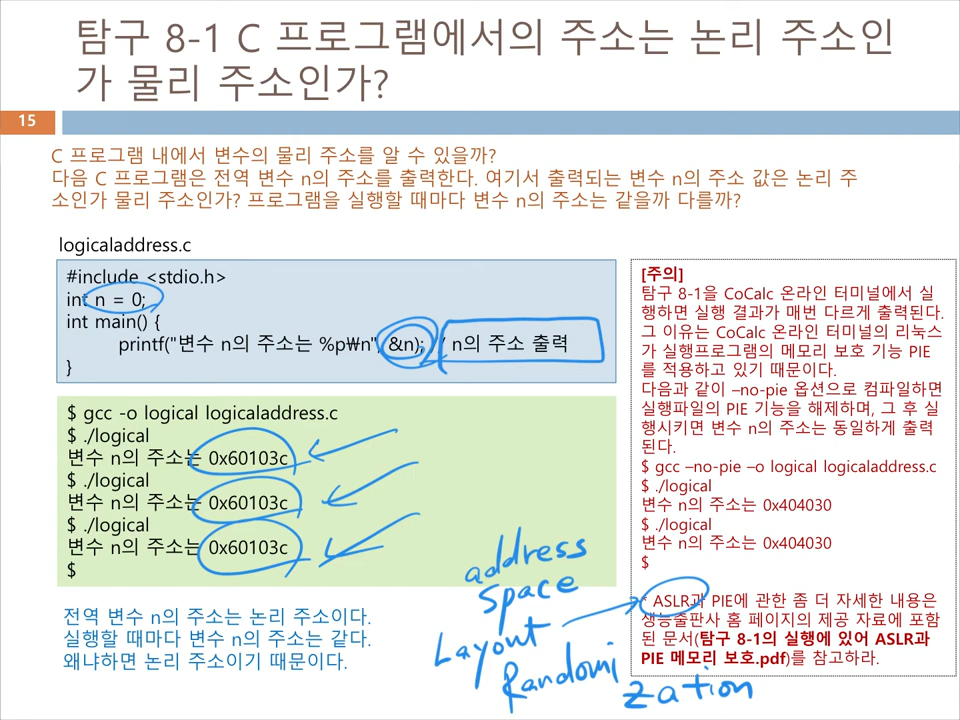 탐구 8-1 C 프로그램에서의 주소는 논리 주소인
가 물리 주소인가?
15
C 프로그램 내에서 변수의 물리 주소를 알 수 있을까?
다음 C 프로그램은 전역 변수 n의 주소를 출력한다. 여기서 출력되는 변수 n의 주소 값은 논리 주
소인가 물리 주소인가? 프로그램을 실행할 때마다 변수 n의 주소는 같을까 다를까?
logicaladdress.c
#include <stdio.h>
int n = 0;
int main() {
printf("변수 n의 주소는 %p₩n", &n); // n의 주소 출력
}
$ gcc -o logical logicaladdress.c
$ ./logical
변수 n의 주소는 0x60103c
$ ./logical
변수 n의 주소는 0x60103c
$ ./logical
변수 n의 주소는 0x60103c
$
전역 변수 n의 주소는 논리 주소이다.
실행할 때마다 변수 n의 주소는 같다.
왜냐하면 논리 주소이기 때문이다.
[주의]
탐구 8-1을 CoCalc 온라인 터미널에서 실
행하면 실행 결과가 매번 다르게 출력된다.
그 이유는 CoCalc 온라인 터미널의 리눅스
가 실행프로그램의 메모리 보호 기능 PIE
를 적용하고 있기 때문이다.
다음과 같이 –no-pie 옵션으로 컴파일하면
실행파일의 PIE 기능을 해제하며, 그 후 실
행시키면 변수 n의 주소는 동일하게 출력
된다.
$ gcc –no-pie –o logical logicaladdress.c
$ ./logical
변수 n의 주소는 0x404030
$ ./logical
변수 n의 주소는 0x404030
$
* ASLR과 PIE에 관한 좀 더 자세한 내용은
생능출판사 홈 페이지의 제공 자료에 포함
된 문서(탐구 8-1의 실행에 있어 ASLR과
PIE 메모리 보호.pdf)를 참고하라.
address
space
Layout
Randomi
zation